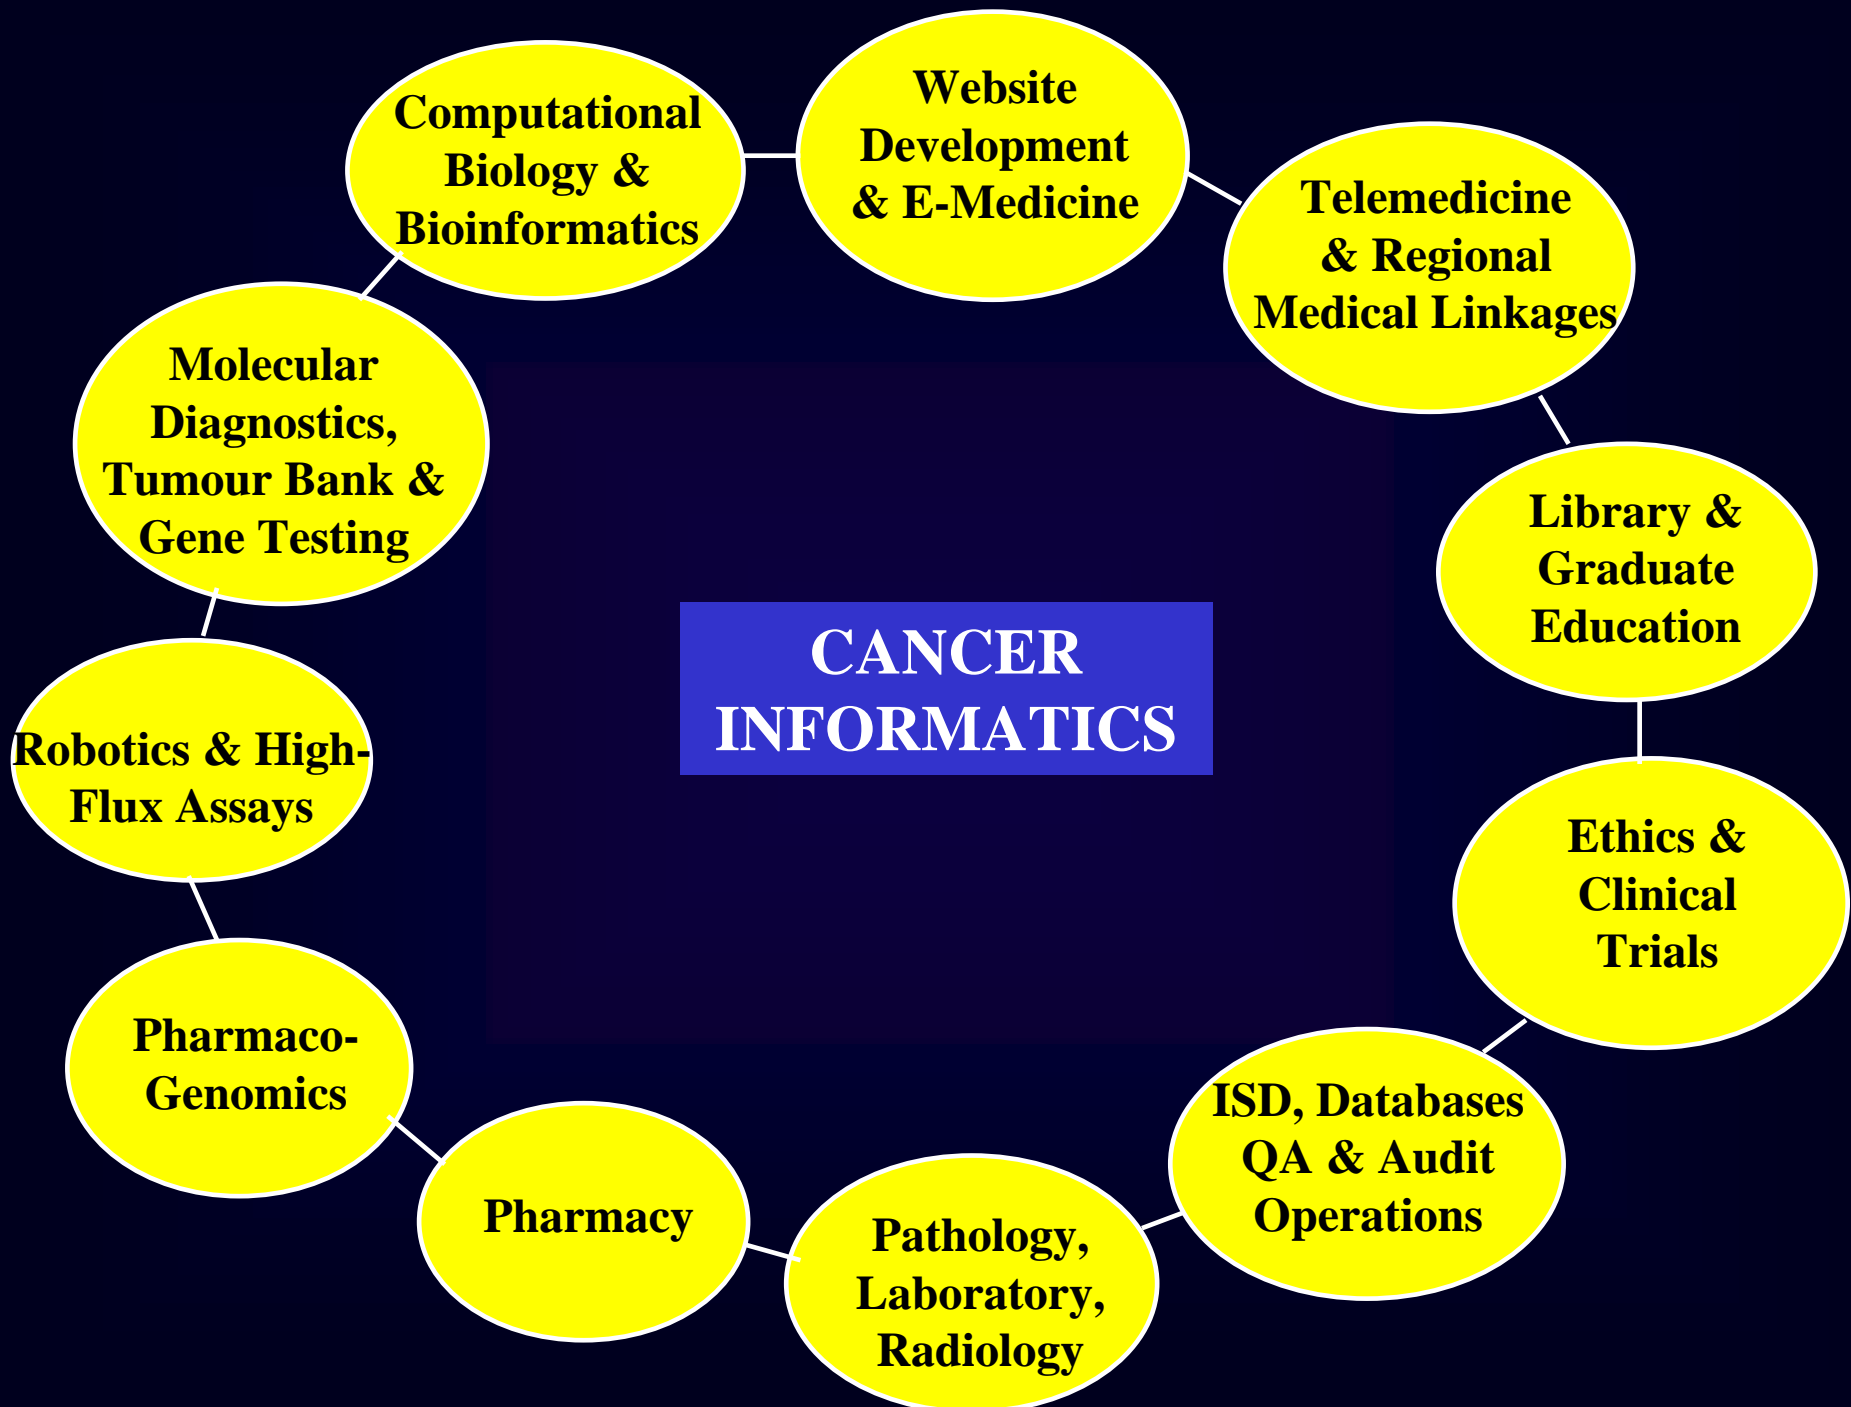 Computational
Biology &
Bioinformatics
Website
Development
& E-Medicine
Telemedicine
& Regional
Medical Linkages
Molecular
Diagnostics,
Tumour Bank &
Gene Testing
Library &
Graduate
Education
CANCER
INFORMATICS
Robotics & High-
Flux Assays
Ethics &
Clinical
Trials
Pharmaco-
Genomics
ISD, Databases
QA & Audit
Operations
Pharmacy
Pathology,
Laboratory,
Radiology